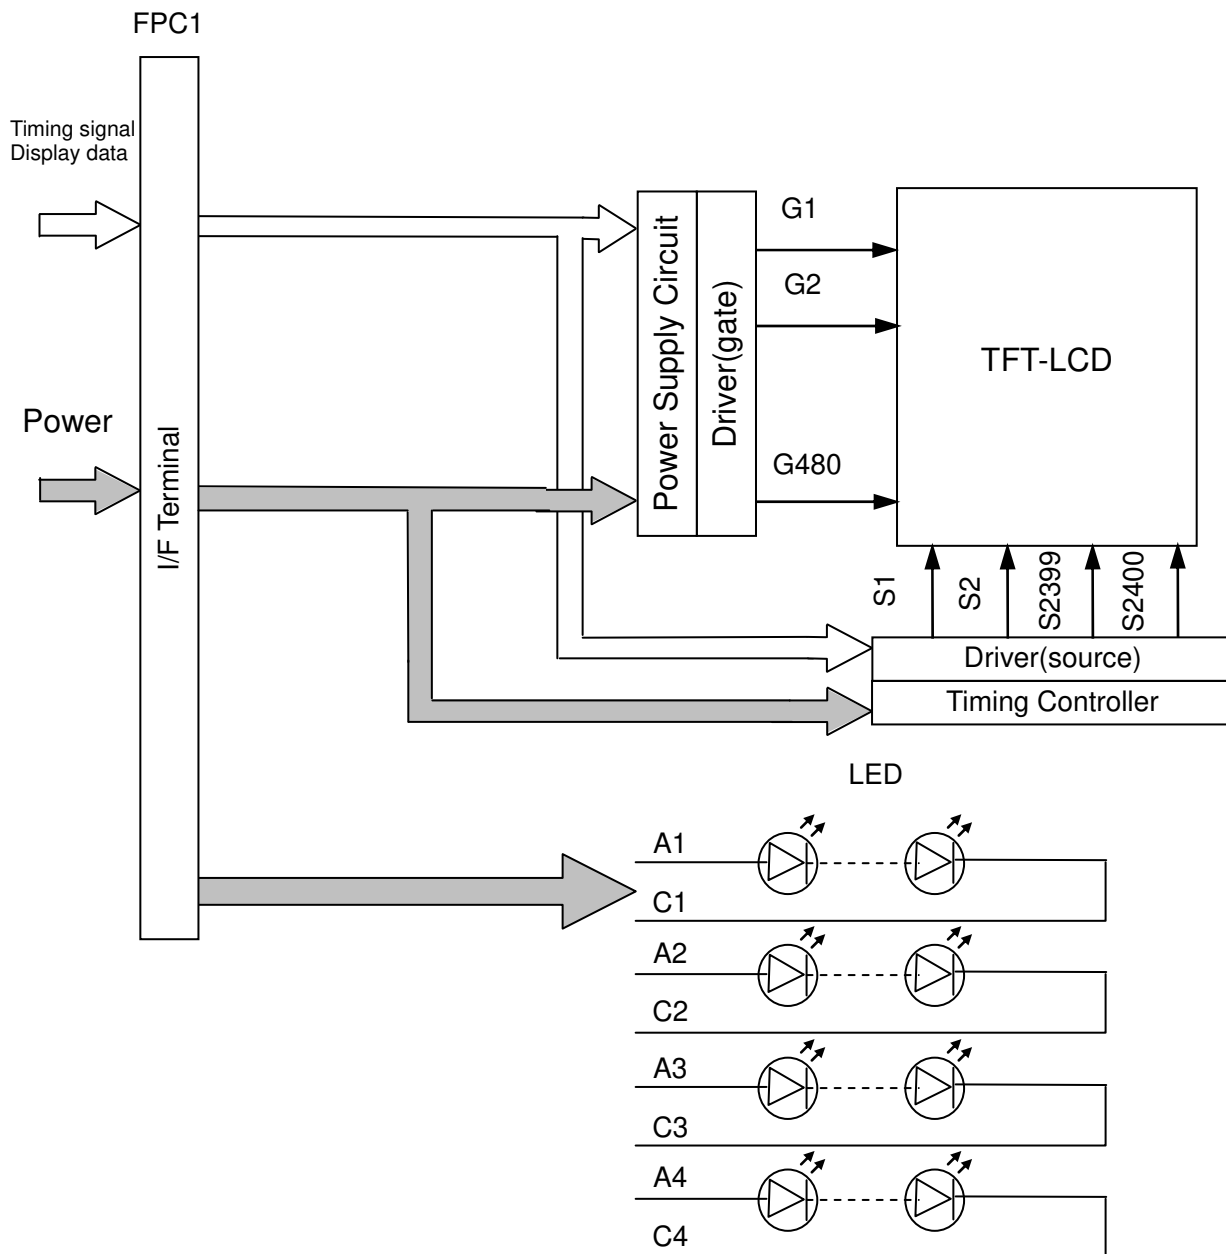 FPC1
Timing signal
Display data
Power
I/F Terminal
Power Supply Circuit
Driver(gate)
G1
G2
G480
TFT-LCD
S1
S2
S2399
S2400
Driver(source)
Timing Controller
LED
A1
C1
A2
C2
A3
C3
A4
C4